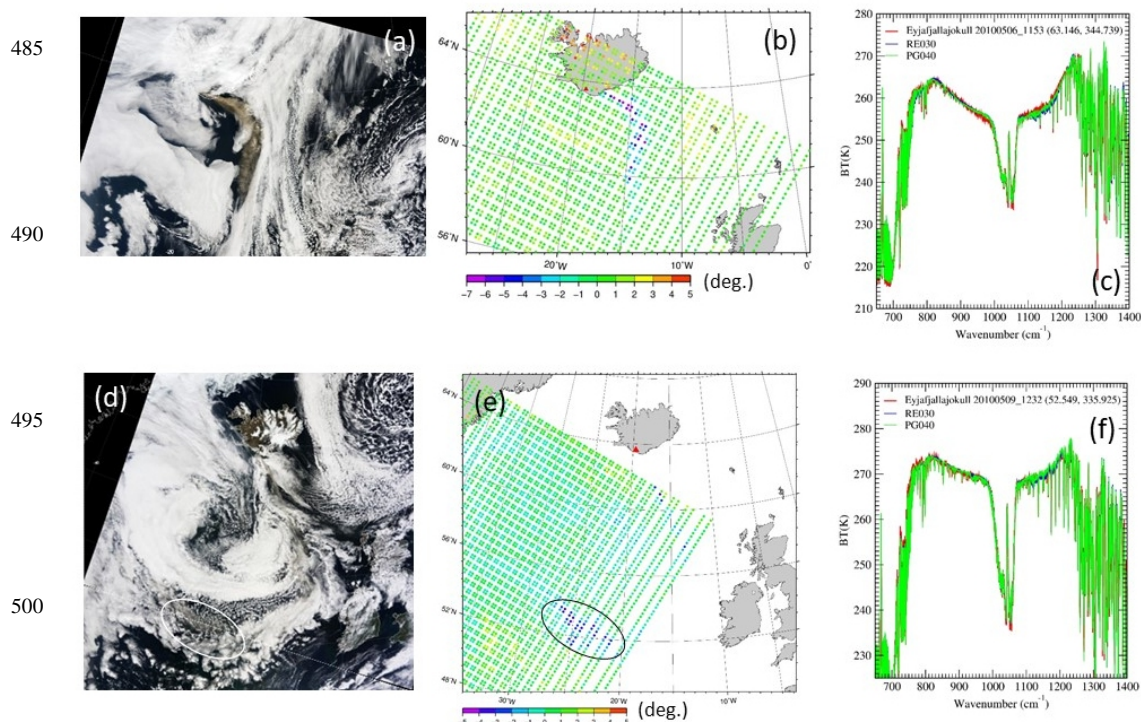 485
490
495
500
(a)
(b)
64˚N
60˚N
56˚N
20˚W
10˚W
0˚
-7 -6 -5 -4 -3 -2 -1 0 1 2 3 4 5
(deg.)
270
260
250
240
230
220
210
BT(K)
Eyjafjallajokull 20100506_1153 (63.146, 344.739)
RE030
PG040
(c)
700 800 900 1000 1100 1200 1300 1400
Wavenumber (cm-1)
(d)
(e)
64˚N
60˚N
56˚N
52˚N
48˚N
30˚W
20˚W
10˚W
(deg.)
290
280
270
260
250
240
230
BT(K)
Eyjafjallajokull 20100509_1232 (52.549, 335.925)
RE030
PG040
(f)
700 800 900 1000 1100 1200 1300 1400
Wavenumber (cm-1)